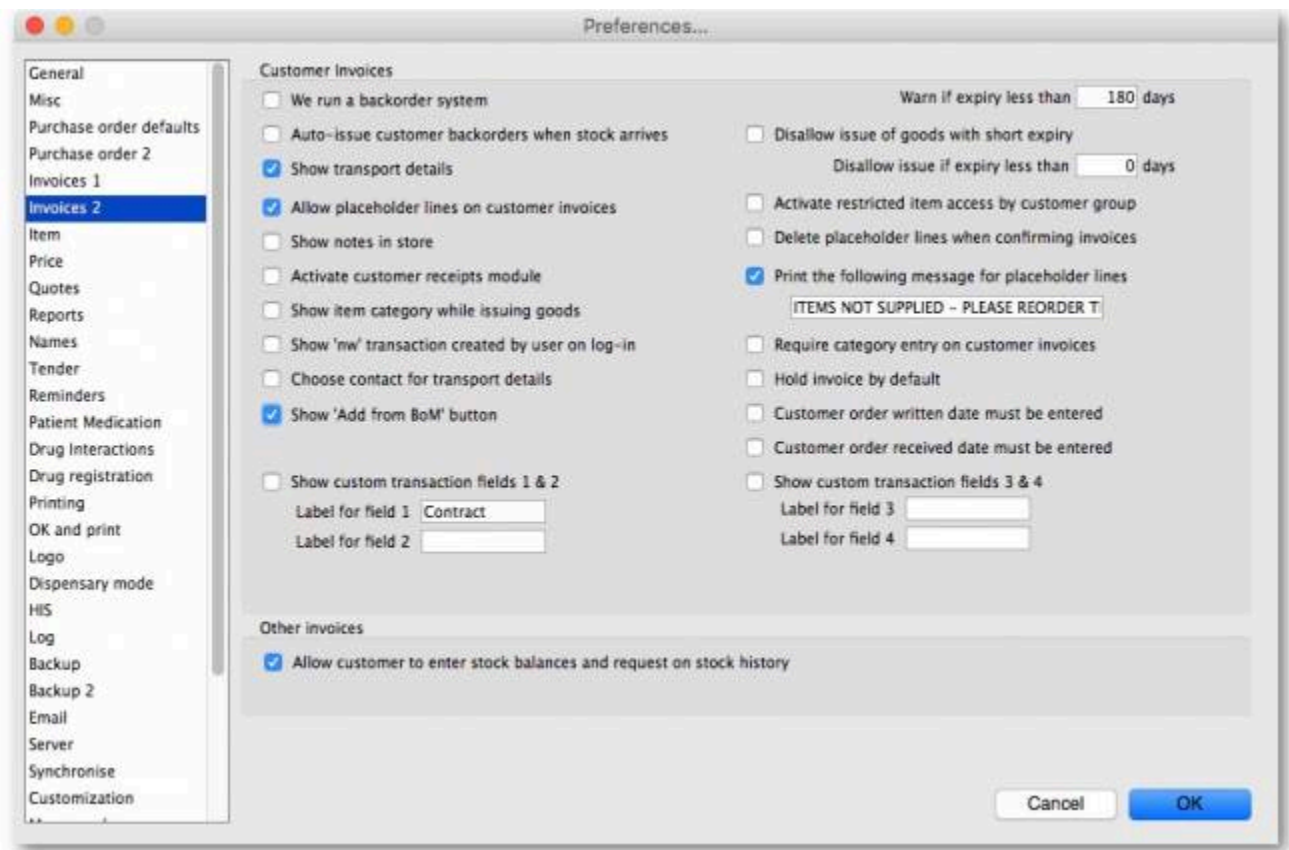 Preferences...
General
Misc
Purchase order defaults
Purchase order 2
Invoices 1
Invoices 2
Item
Price
Quotes
Reports
Names
Tender
Reminders
Patient Medication
Drug Interactions
Drug registration
Printing
OK and print
Logo
Dispensary mode
HIS
Log
Backup
Backup 2
Email
Server
Synchronise
Customization
Customer Invoices
We run a backorder system
Auto-issue customer backorders when stock arrives
Show transport details
Allow placeholder lines on customer invoices
Show notes in store
Activate customer receipts module
Show item category while issuing goods
Show 'nw' transaction created by user on log-in
Choose contact for transport details
Show 'Add from BoM' button
Show custom transaction fields 1 & 2
Label for field 1 Contract
Label for field 2
Warn if expiry less than 180 days
Disallow issue of goods with short expiry
Disallow issue if expiry less than 0 days
Activate restricted item access by customer group
Delete placeholder lines when confirming invoices
Print the following message for placeholder lines
ITEMS NOT SUPPLIED - PLEASE REORDER T
Require category entry on customer invoices
Hold invoice by default
Customer order written date must be entered
Customer order received date must be entered
Show custom transaction fields 3 & 4
Label for field 3
Label for field 4
Other invoices
Allow customer to enter stock balances and request on stock history
Cancel
OK